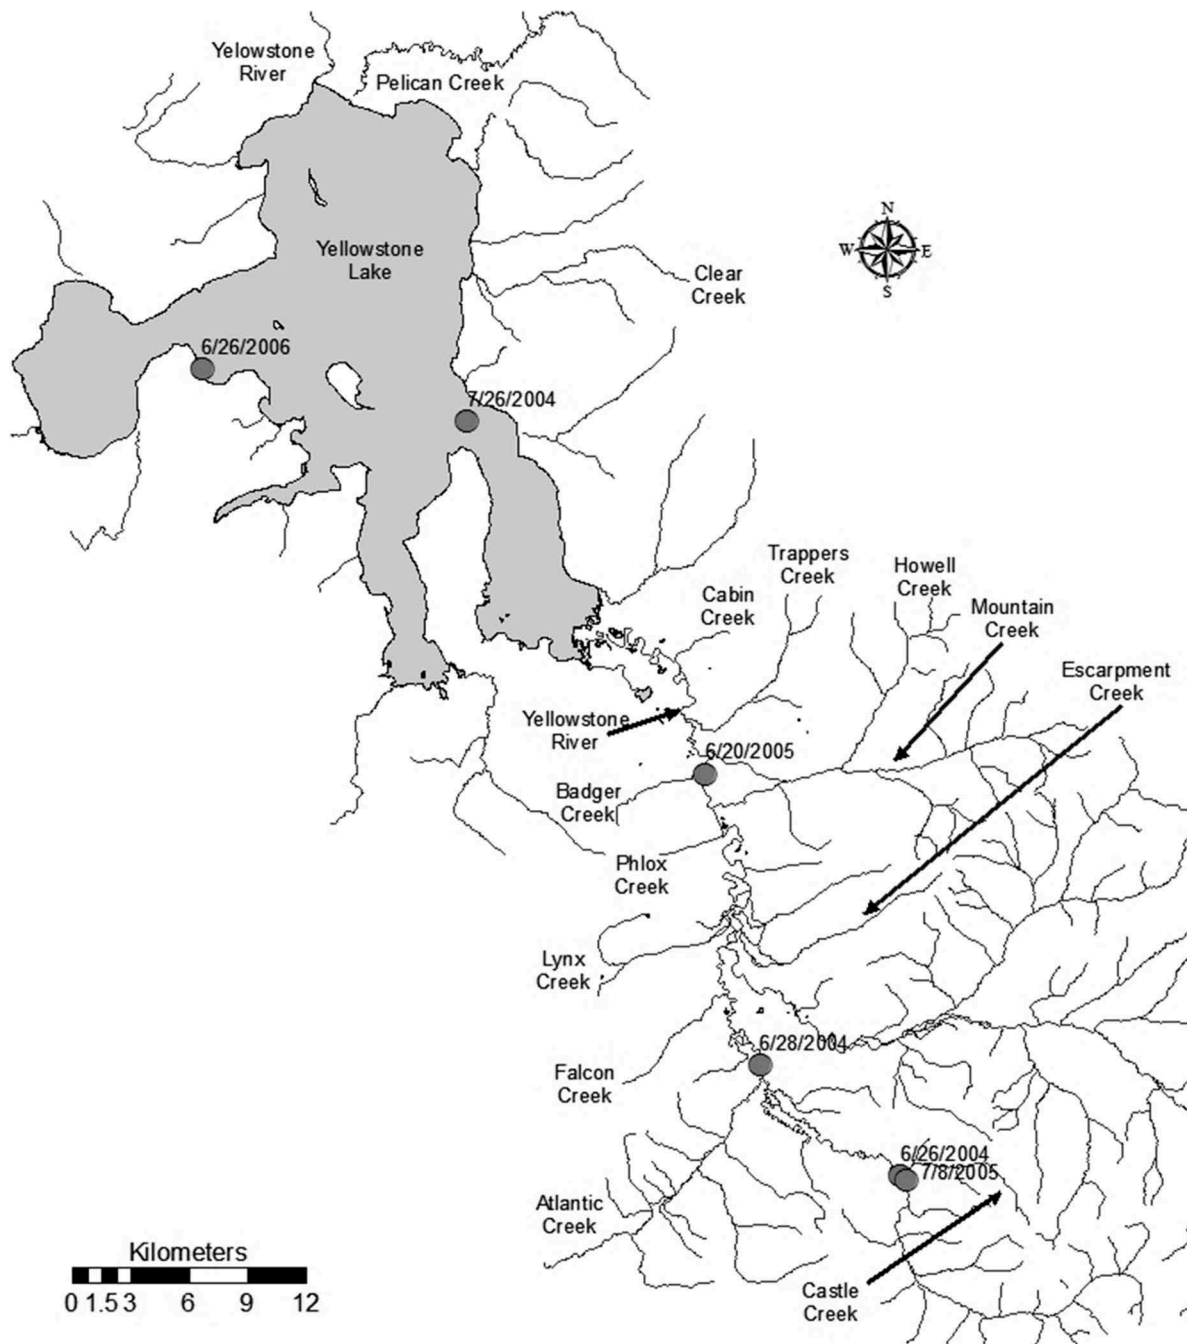 Yelowstone
River
Pelican Creek
N
W
E
S
Yellowstone
Lake
Clear
Creek
6/26/2006
7/26/2004
Trappers
Creek
Howell
Creek
Cabin
Creek
Mountain
Creek
Escarpment
Creek
Yellowstone
River
6/20/2005
Badger
Creek
Phlox
Creek
Lynx
Creek
6/28/2004
Falcon
Creek
6/26/2004
7/8/2005
Atlantic
Creek
Castle
Creek
Kilometers
0 1.5 3 6 9 12